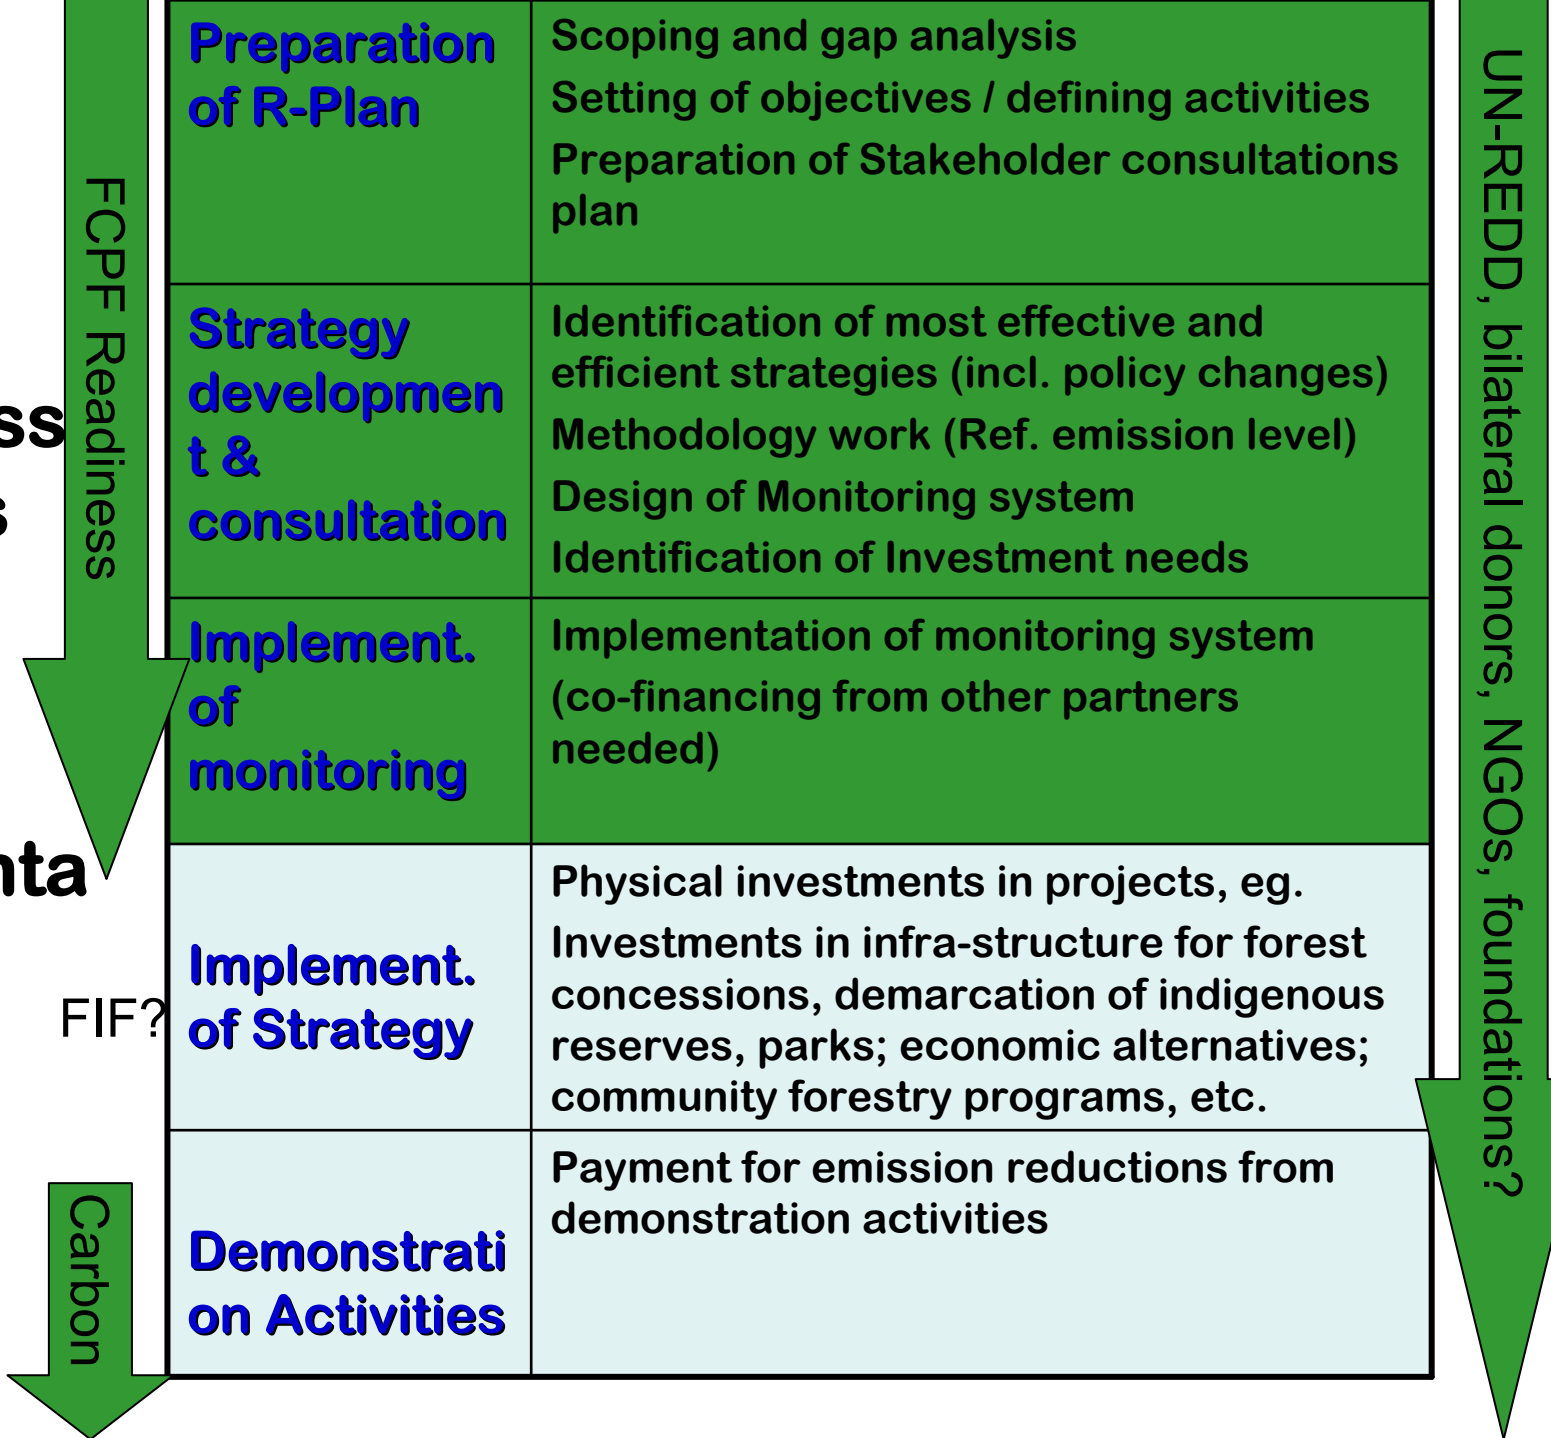 Preparation
of R-Plan
Scoping and gap analysis
Setting of objectives / defining activities
Preparation of Stakeholder consultations
plan
Strategy
developmen
t &
consultation
Identification of most effective and
efficient strategies (incl. policy changes)
Methodology work (Ref. emission level)
Design of Monitoring system
Identification of Investment needs
Implement.
of
monitoring
Implementation of monitoring system
(co-financing from other partners
needed)
Implement.
of Strategy
Physical investments in projects, eg.
Investments in infra-structure for forest
concessions, demarcation of indigenous
reserves, parks; economic alternatives;
community forestry programs, etc.
Demonstrati
on Activities
Payment for emission reductions from
demonstration activities
FCPF Readiness
ss
s
nta
FIF?
Carbon
UN-REDD, bilateral donors, NGOs, foundations?